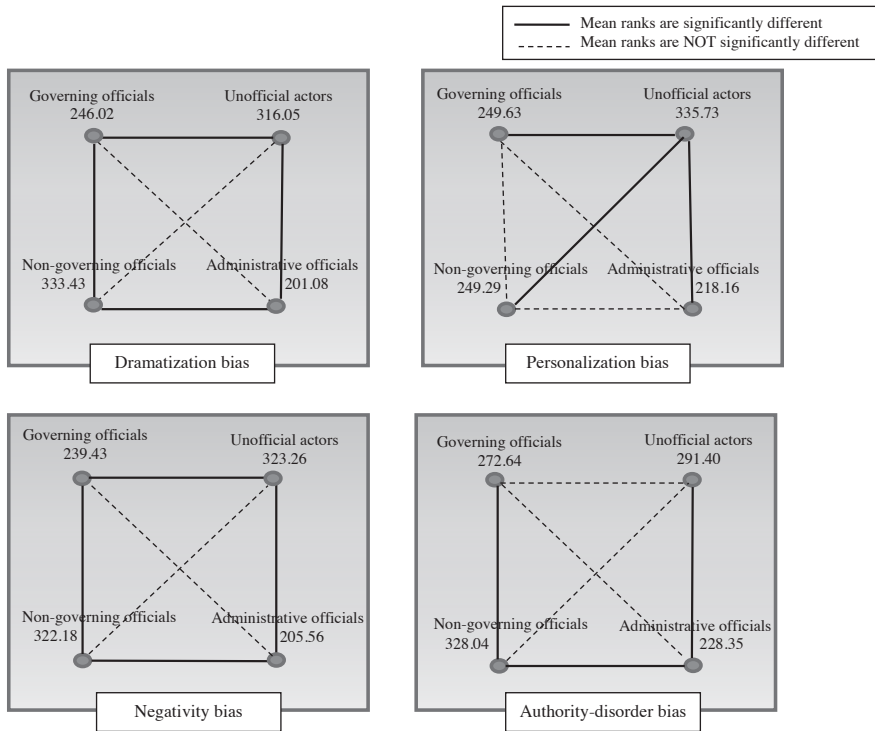 Mean ranks are significantly different
Mean ranks are NOT significantly different
Governing officials
246.02
Unofficial actors
316.05
Non-governing officials
333.43
Administrative officials
201.08
Dramatization bias
Governing officials
249.63
Unofficial actors
335.73
Non-governing officials
249.29
Administrative officials
218.16
Personalization bias
Governing officials
239.43
Unofficial actors
323.26
Non-governing officials
322.18
Administrative officials
205.56
Negativity bias
Governing officials
272.64
Unofficial actors
291.40
Non-governing officials
328.04
Administrative officials
228.35
Authority-disorder bias